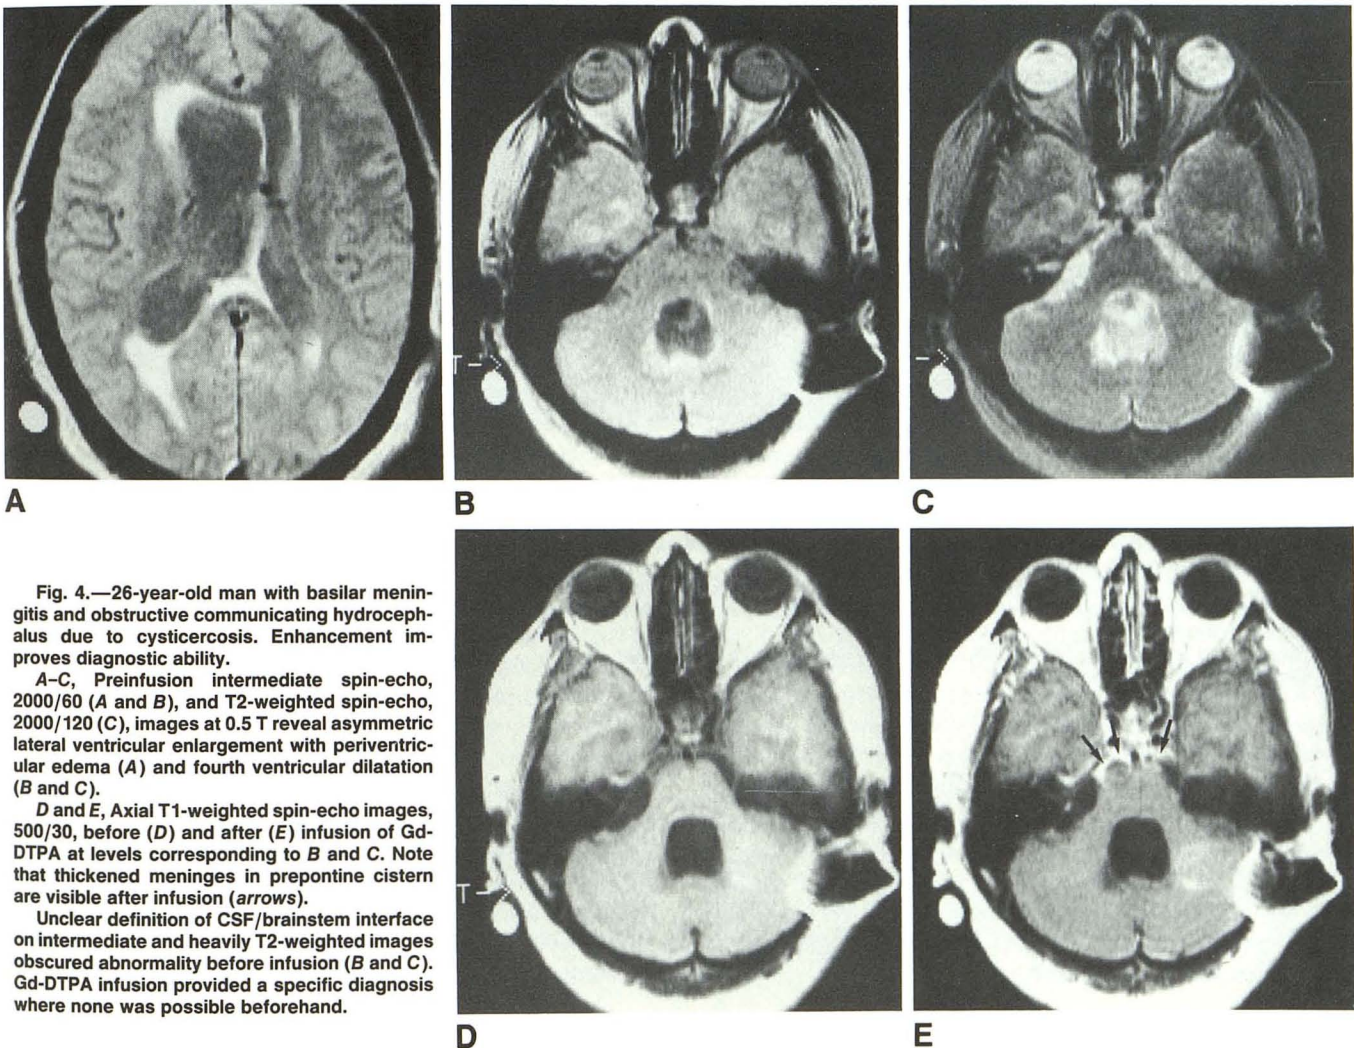 A
B
C
T
Fig. 4.—26-year-old man with basilar menin-
gitis and obstructive communicating hydroceph-
alus due to cysticercosis. Enhancement im-
proves diagnostic ability.
A–C, Preinfusion intermediate spin-echo,
2000/60 (A and B), and T2-weighted spin-echo,
2000/120 (C), images at 0.5 T reveal asymmetric
lateral ventricular enlargement with periventric-
ular edema (A) and fourth ventricular dilatation
(B and C).
D and E, Axial T1-weighted spin-echo images,
500/30, before (D) and after (E) infusion of Gd-
DTPA at levels corresponding to B and C. Note
that thickened meninges in prepontine cistern
are visible after infusion (arrows).
Unclear definition of CSF/brainstem interface
on intermediate and heavily T2-weighted images
obscured abnormality before infusion (B and C).
Gd-DTPA infusion provided a specific diagnosis
where none was possible beforehand.
T
D
E